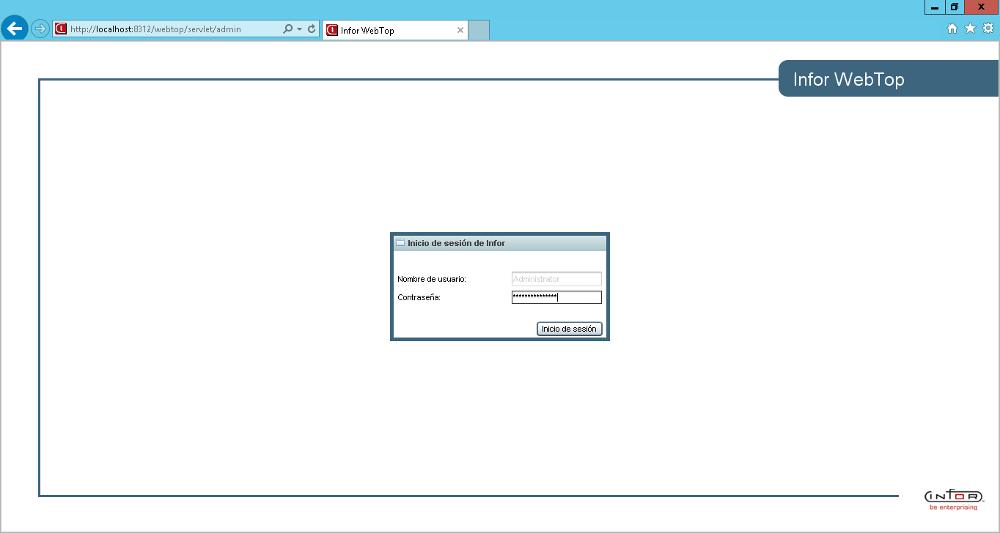 http://localhost:8312/webtop/servlet/admin
Infor WebTop
Infor WebTop
Inicio de sesión de Infor
Nombre de usuario:
Administrator
Contraseña:
***************
Inicio de sesión
INFOR
be enterprising